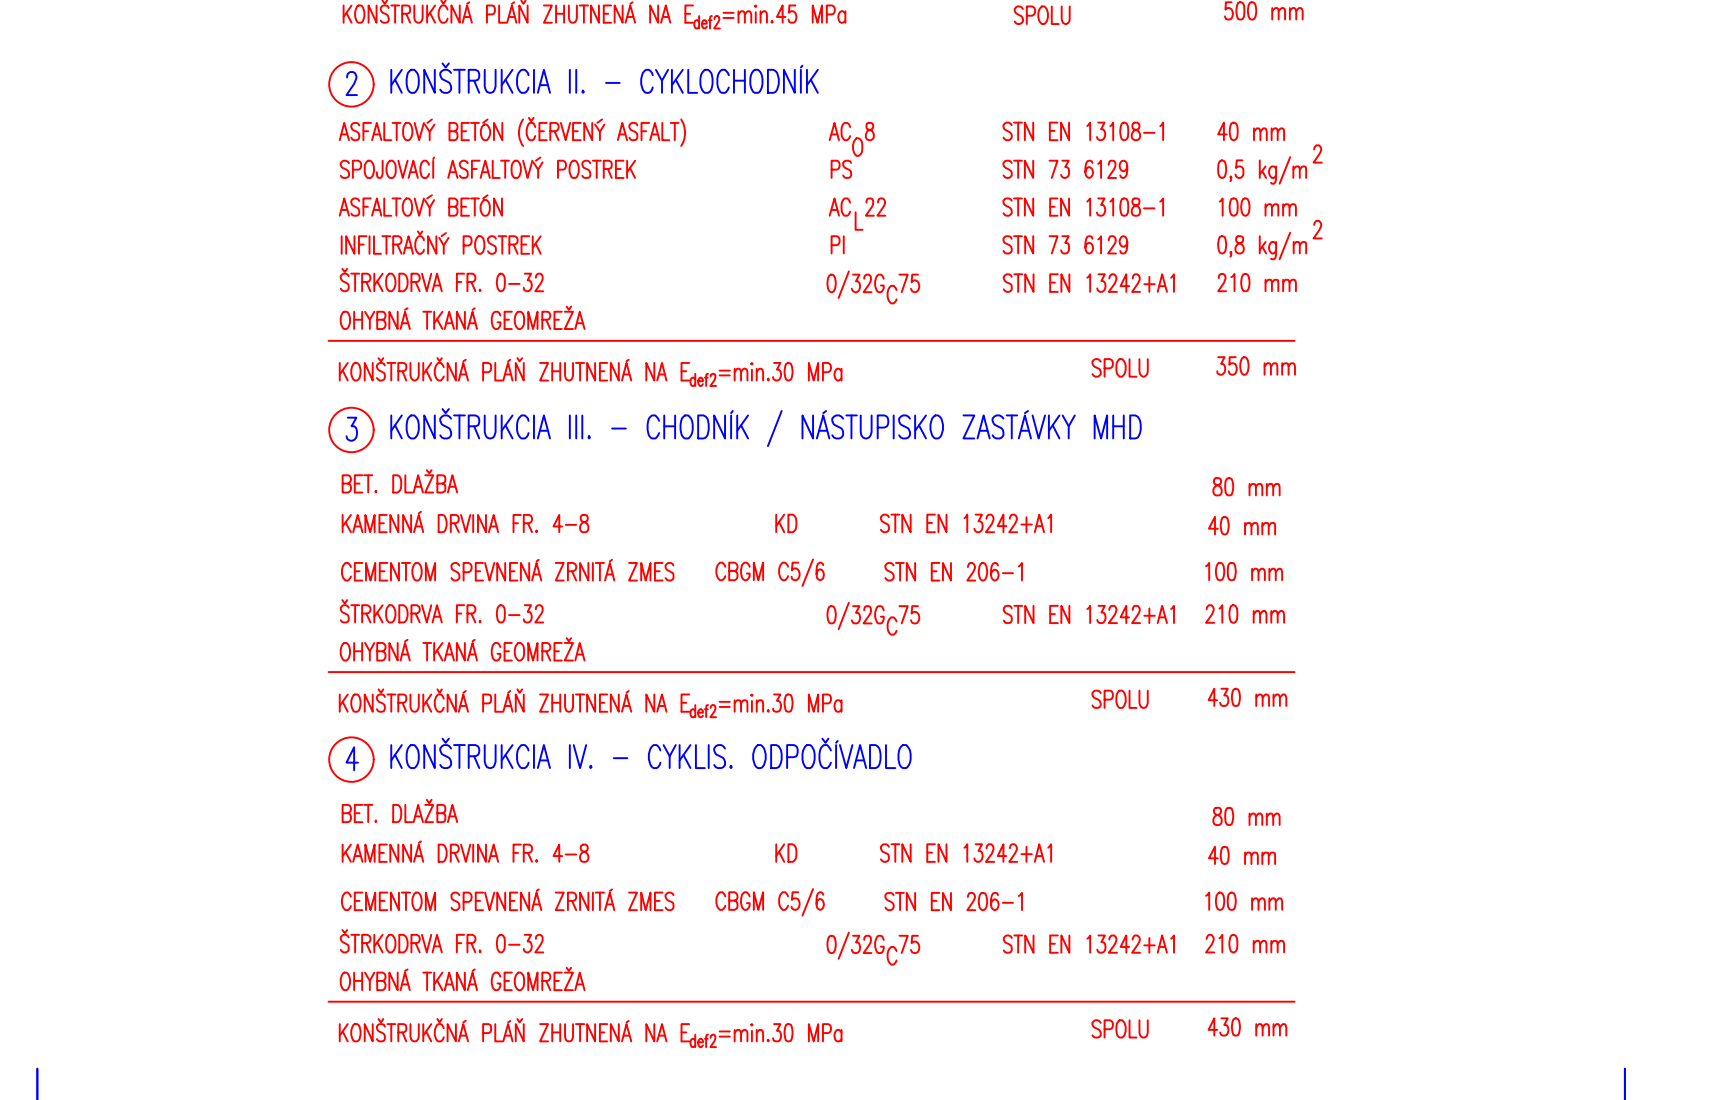 KONŠTRUKČNÁ PLÁŇ ZHUTNENÁ NA Edef2=min.45 MPa SPOLU 500 mm
2 KONŠTRUKCIA II. – CYKLOCHODNÍK
ASFALTOVÝ BETÓN (ČERVENÝ ASFALT) ACO8 STN EN 13108–1 40 mm
SPOJOVACÍ ASFALTOVÝ POSTREK PS STN 73 6129 0,5 kg/m2
ASFALTOVÝ BETÓN ACL22 STN EN 13108–1 100 mm
INFILTRAČNÝ POSTREK PI STN 73 6129 0,8 kg/m2
ŠTRKODRVA FR. 0–32 0/32GC75 STN EN 13242+A1 210 mm
OHYBNÁ TKANÁ GEOMREŽA
KONŠTRUKČNÁ PLÁŇ ZHUTNENÁ NA Edef2=min.30 MPa SPOLU 350 mm
3 KONŠTRUKCIA III. – CHODNÍK / NÁSTUPISKO ZASTÁVKY MHD
BET. DLAŽBA 80 mm
KAMENNÁ DRVINA FR. 4–8 KD STN EN 13242+A1 40 mm
CEMENTOM SPEVNENÁ ZRNITÁ ZMES CBGM C5/6 STN EN 206–1 100 mm
ŠTRKODRVA FR. 0–32 0/32GC75 STN EN 13242+A1 210 mm
OHYBNÁ TKANÁ GEOMREŽA
KONŠTRUKČNÁ PLÁŇ ZHUTNENÁ NA Edef2=min.30 MPa SPOLU 430 mm
4 KONŠTRUKCIA IV. – CYKLIS. ODPOČÍVADLO
BET. DLAŽBA 80 mm
KAMENNÁ DRVINA FR. 4–8 KD STN EN 13242+A1 40 mm
CEMENTOM SPEVNENÁ ZRNITÁ ZMES CBGM C5/6 STN EN 206–1 100 mm
ŠTRKODRVA FR. 0–32 0/32GC75 STN EN 13242+A1 210 mm
OHYBNÁ TKANÁ GEOMREŽA
KONŠTRUKČNÁ PLÁŇ ZHUTNENÁ NA Edef2=min.30 MPa SPOLU 430 mm